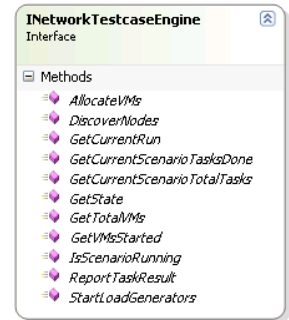 INetworkTestcaseEngine
Interface
Methods
AllocateVMs
DiscoverNodes
GetCurrentRun
GetCurrentScenarioTasksDone
GetCurrentScenarioTotalTasks
GetState
GetTotalVMs
GetVMsStarted
IsScenarioRunning
ReportTaskResult
StartLoadGenerators